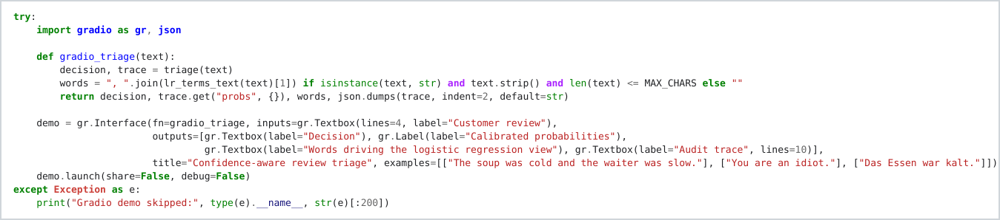 try:
    import gradio as gr, json

    def gradio_triage(text):
        decision, trace = triage(text)
        words = ", ".join(lr_terms_text(text)[1]) if isinstance(text, str) and text.strip() and len(text) <= MAX_CHARS else ""
        return decision, trace.get("probs", {}), words, json.dumps(trace, indent=2, default=str)

    demo = gr.Interface(fn=gradio_triage, inputs=gr.Textbox(lines=4, label="Customer review"),
                        outputs=[gr.Textbox(label="Decision"), gr.Label(label="Calibrated probabilities"),
                                 gr.Textbox(label="Words driving the logistic regression view"), gr.Textbox(label="Audit trace", lines=10)],
                        title="Confidence-aware review triage", examples=[["The soup was cold and the waiter was slow."], ["You are an idiot."], ["Das Essen war kalt."]])
    demo.launch(share=False, debug=False)
except Exception as e:
    print("Gradio demo skipped:", type(e).__name__, str(e)[:200])